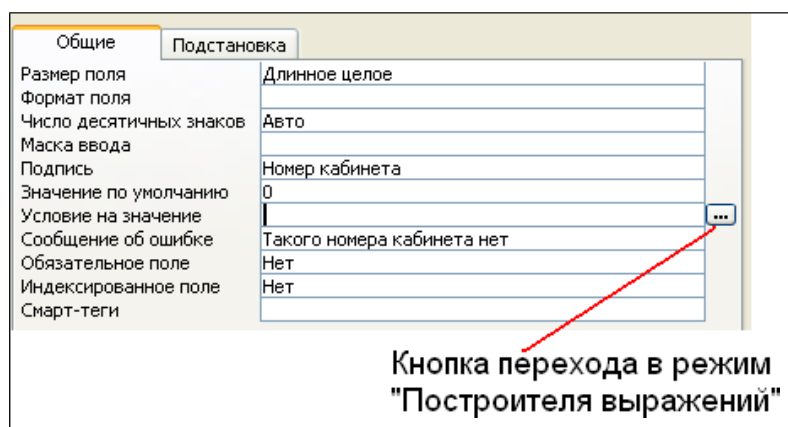 Общие Подстановка
Размер поля Длинное целое
Формат поля
Число десятичных знаков Авто
Маска ввода
Подпись Номер кабинета
Значение по умолчанию 0
Условие на значение ...
Сообщение об ошибке Такого номера кабинета нет
Обязательное поле Нет
Индексированное поле Нет
Смарт-теги
Кнопка перехода в режим
"Построителя выражений"